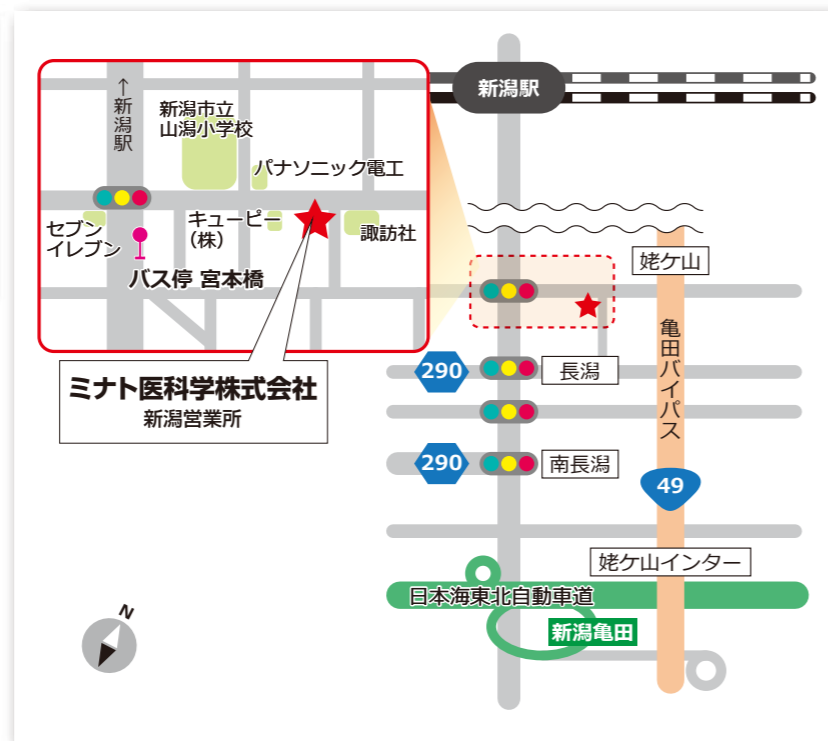 新潟駅
↑新潟駅
新潟市立
山潟小学校
パナソニック電工
セブン
イレブン
キューピー
(株)
諏訪社
バス停 宮本橋
ミナト医科学株式会社
新潟営業所
姥ケ山
290
長潟
亀田バイパス
290
南長潟
49
姥ケ山インター
日本海東北自動車道
新潟亀田
N